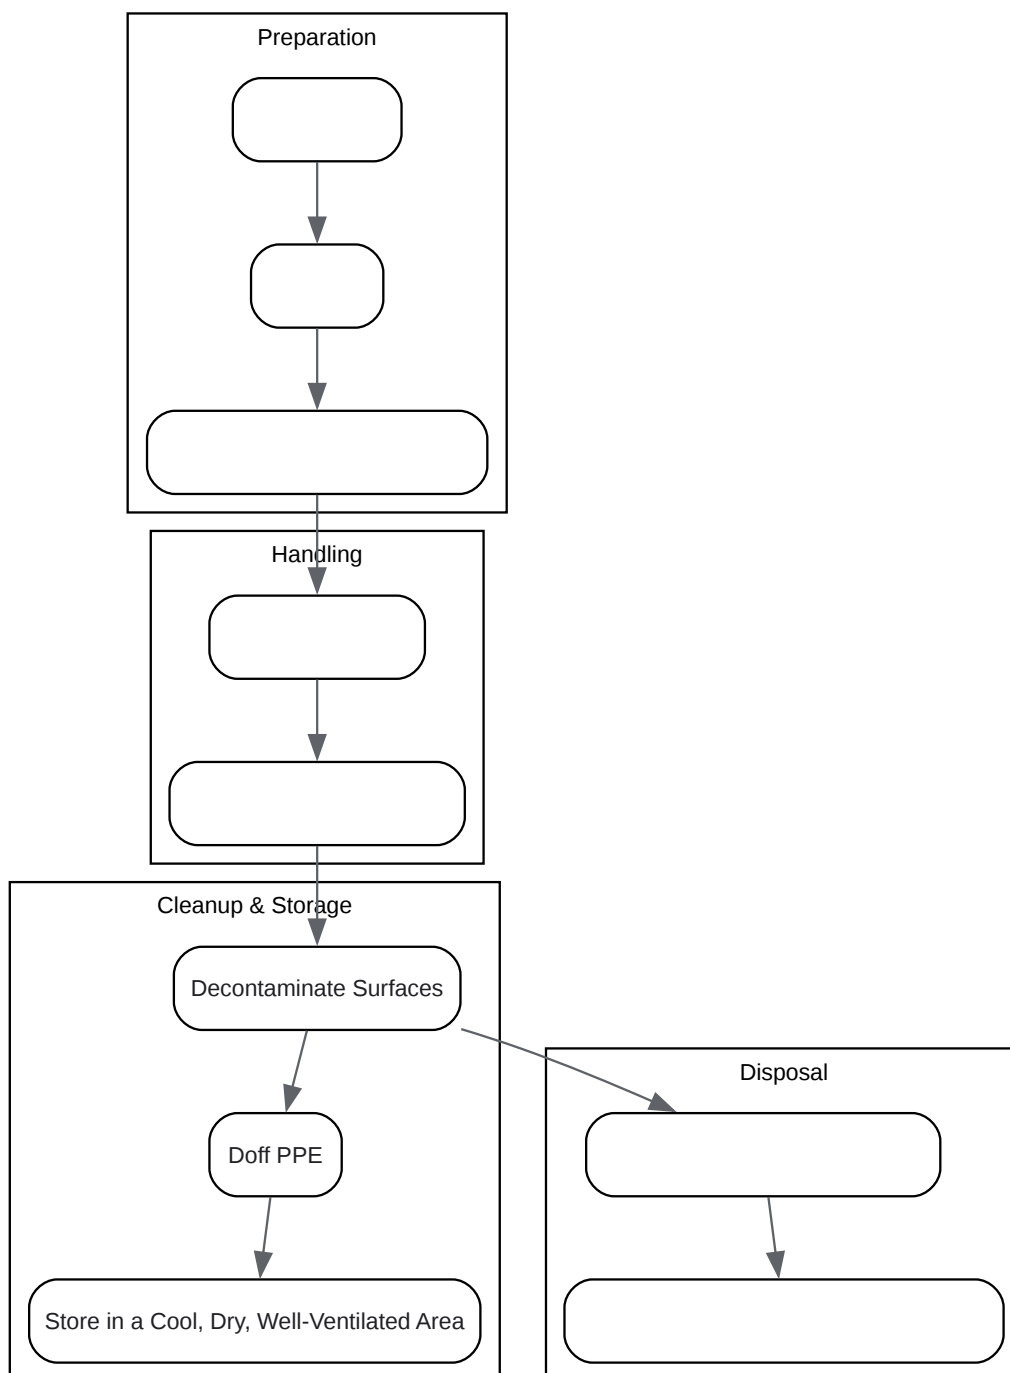 Preparation
Handling
Cleanup & Storage
Decontaminate Surfaces
Disposal
Doff PPE
Store in a Cool, Dry, Well-Ventilated Area